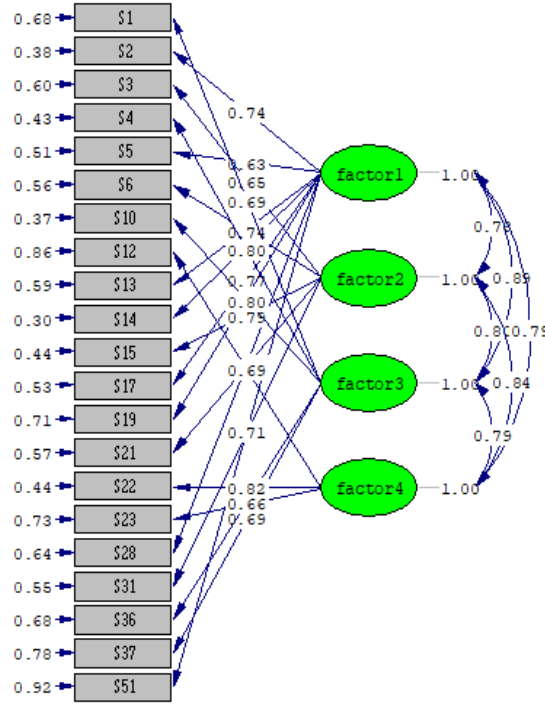 0.68 S1
0.38 S2
0.60 S3
0.43 S4
0.51 S5
0.56 S6
0.37 S10
0.86 S12
0.59 S13
0.30 S14
0.44 S15
0.53 S17
0.71 S19
0.57 S21
0.44 S22
0.73 S23
0.64 S28
0.55 S31
0.68 S36
0.78 S37
0.92 S51
0.74
0.63
0.65
0.69
0.74
0.80
0.77
0.80
0.79
0.69
0.71
0.82
0.66
0.69
factor1 1.00
factor2 1.00
factor3 1.00
factor4 1.00
0.89
0.79
0.84
0.79